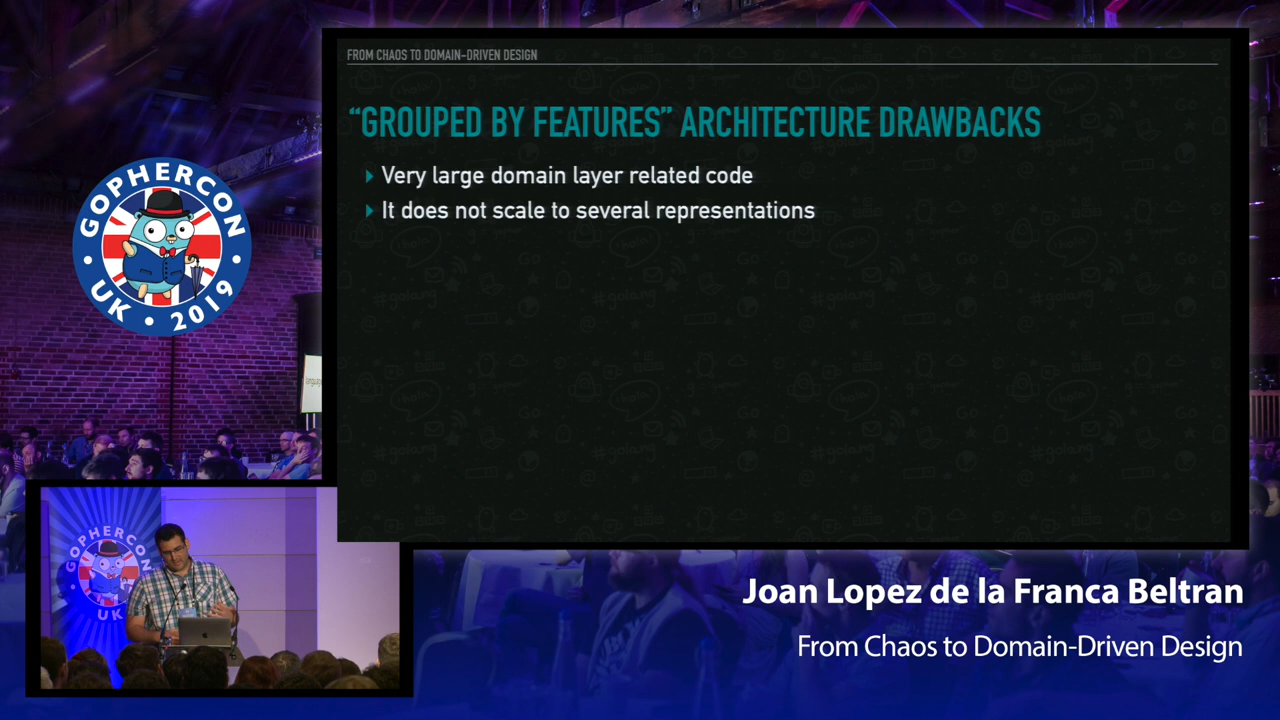 FROM CHAOS TO DOMAIN-DRIVEN DESIGN
“GROUPED BY FEATURES” ARCHITECTURE DRAWBACKS
Very large domain layer related code
It does not scale to several representations
GOPHERCON
UK • 2019
GOPHERCON
UK
Joan Lopez de la Franca Beltran
From Chaos to Domain-Driven Design